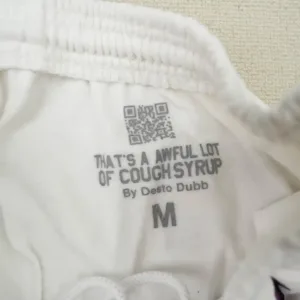 THAT'S A AWFUL LOT
OF COUGH SYRUP
By Desto Dubb
M